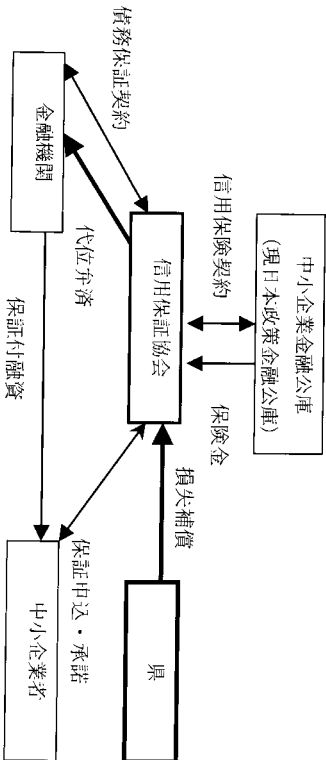 中小企業金融公庫
(現日本政策金融公庫)
信用保険契約
保険金
債務保証契約
信用保証協会
損失補償
県
代位弁済
金融機関
保証申込・承諾
保証付融資
中小企業者